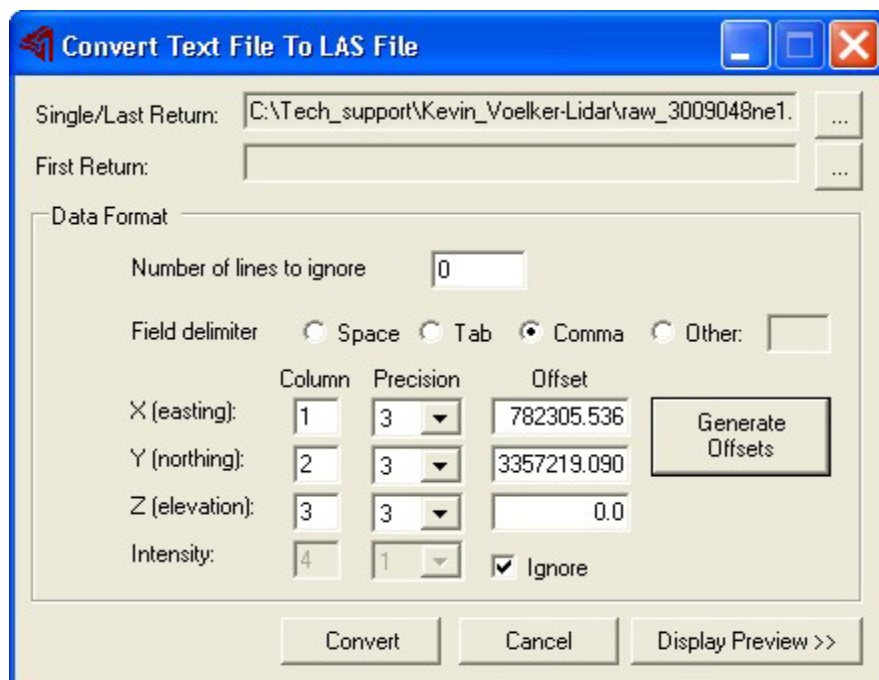 Convert Text File To LAS File
Single/Last Return: C:\Tech_support\Kevin_Voelker-Lidar\raw_3009048ne1. ...
First Return: ...
Data Format
Number of lines to ignore 0
Field delimiter Space Tab Comma Other:
Column Precision Offset
X (easting): 1 3 782305.536
Y (northing): 2 3 3357219.090
Z (elevation): 3 3 0.0
Generate
Offsets
Intensity: 4 1 Ignore
Convert Cancel Display Preview >>